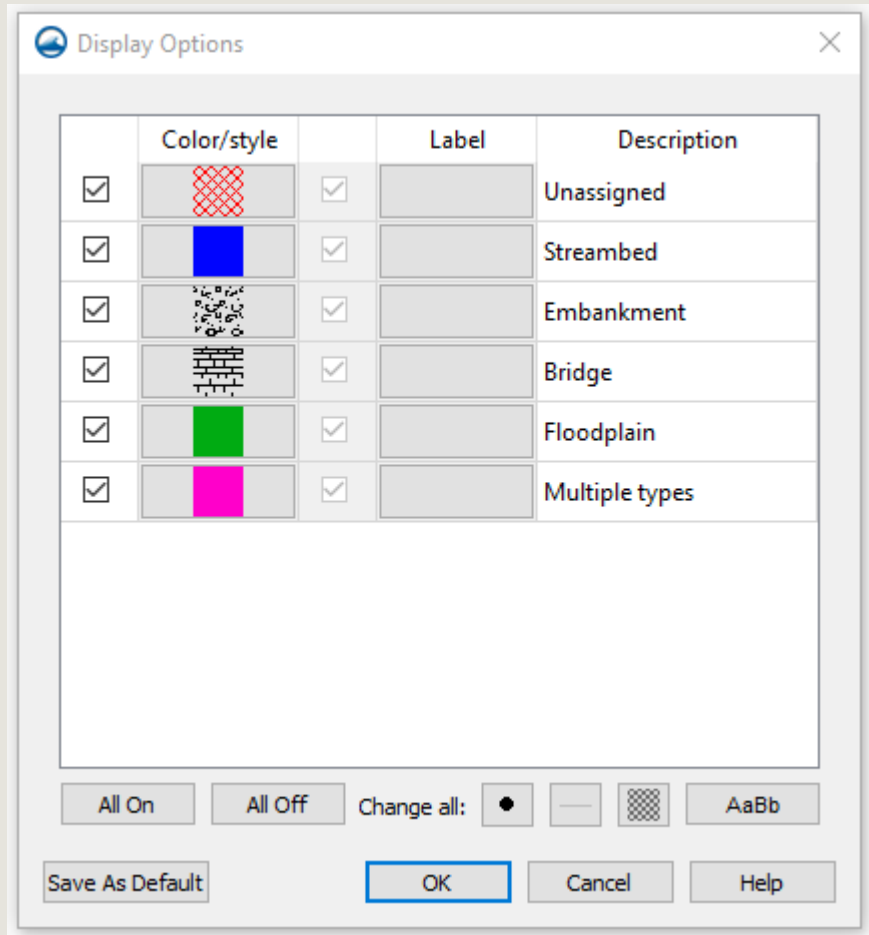 Display Options
Color/style Label Description
Unassigned
Streambed
Embankment
Bridge
Floodplain
Multiple types
All On All Off Change all: AaBb
Save As Default OK Cancel Help